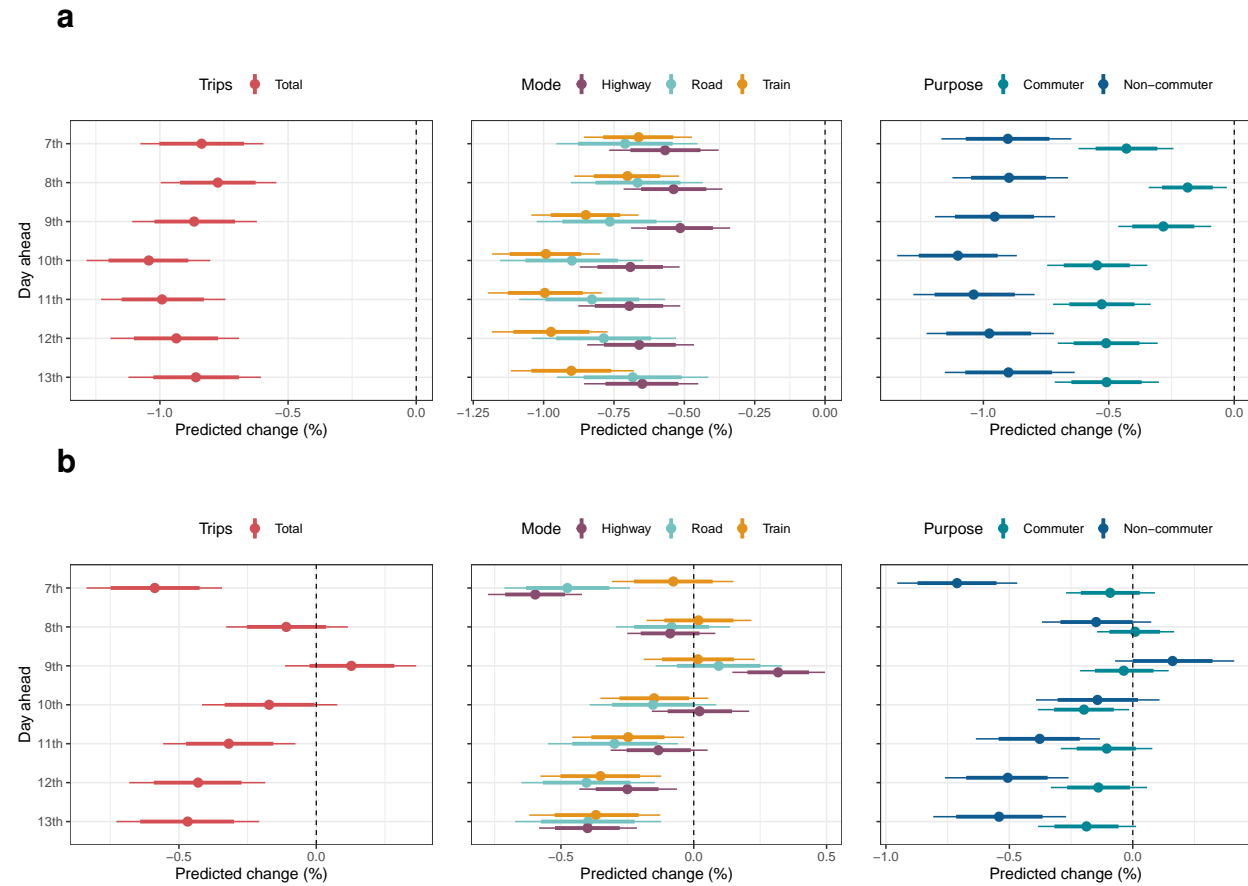 a
Trips Total
Mode Highway Road Train
Purpose Commuter Non−commuter
Day ahead
7th
8th
9th
10th
11th
12th
13th
−1.0 −0.5 0.0
−1.25 −1.00 −0.75 −0.50 −0.25 0.00
−1.0 −0.5 0.0
Predicted change (%)
Predicted change (%)
Predicted change (%)
b
Trips Total
Mode Highway Road Train
Purpose Commuter Non−commuter
Day ahead
7th
8th
9th
10th
11th
12th
13th
−0.5 0.0
−0.5 0.0 0.5
−1.0 −0.5 0.0
Predicted change (%)
Predicted change (%)
Predicted change (%)